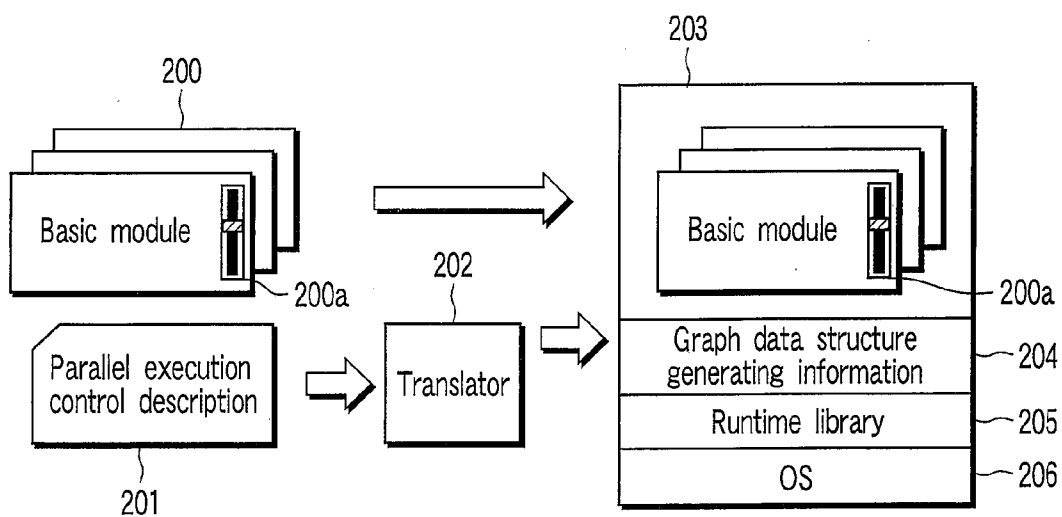 203
200
Basic module
200a
Basic module
200a
202
Parallel execution
control description
Translator
201
Graph data structure
generating information
204
Runtime library
205
OS
206